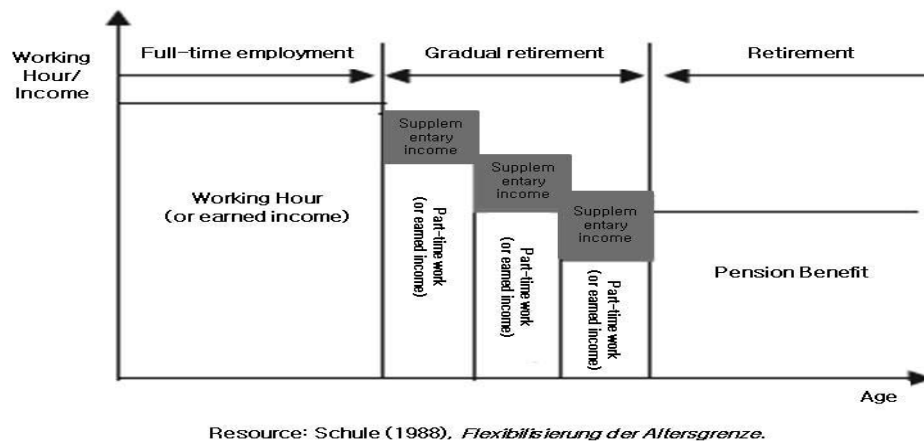 Full-time employment
Gradual retirement
Retirement
Working
Hour/
Income
Supplem
entary
income
Supplem
entary
income
Supplem
entary
income
Working Hour
(or earned income)
Part-time work
(or earned income)
Part-time work
(or earned income)
Part-time work
(or earned income)
Pension Benefit
Age
Resource: Schule (1988), Flexibilisierung der Altersgrenze.